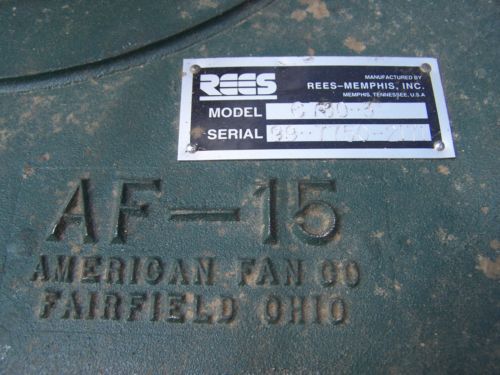 REES
MANUFACTURED BY
REES-MEMPHIS, INC.
MEMPHIS, TENNESSEE, U.S.A
MODEL
SERIAL
AF-15
AMERICAN FAN CO
FAIRFIELD OHIO